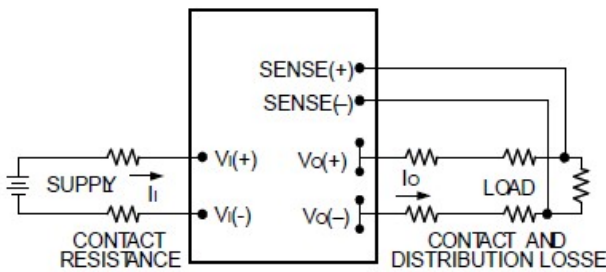 SENSE(+)
SENSE(–)
VI(+)
VO(+)
IO
SUPPLY
II
LOAD
VI(-)
VO(–)
CONTACT
RESISTANCE
CONTACT AND
DISTRIBUTION LOSSE